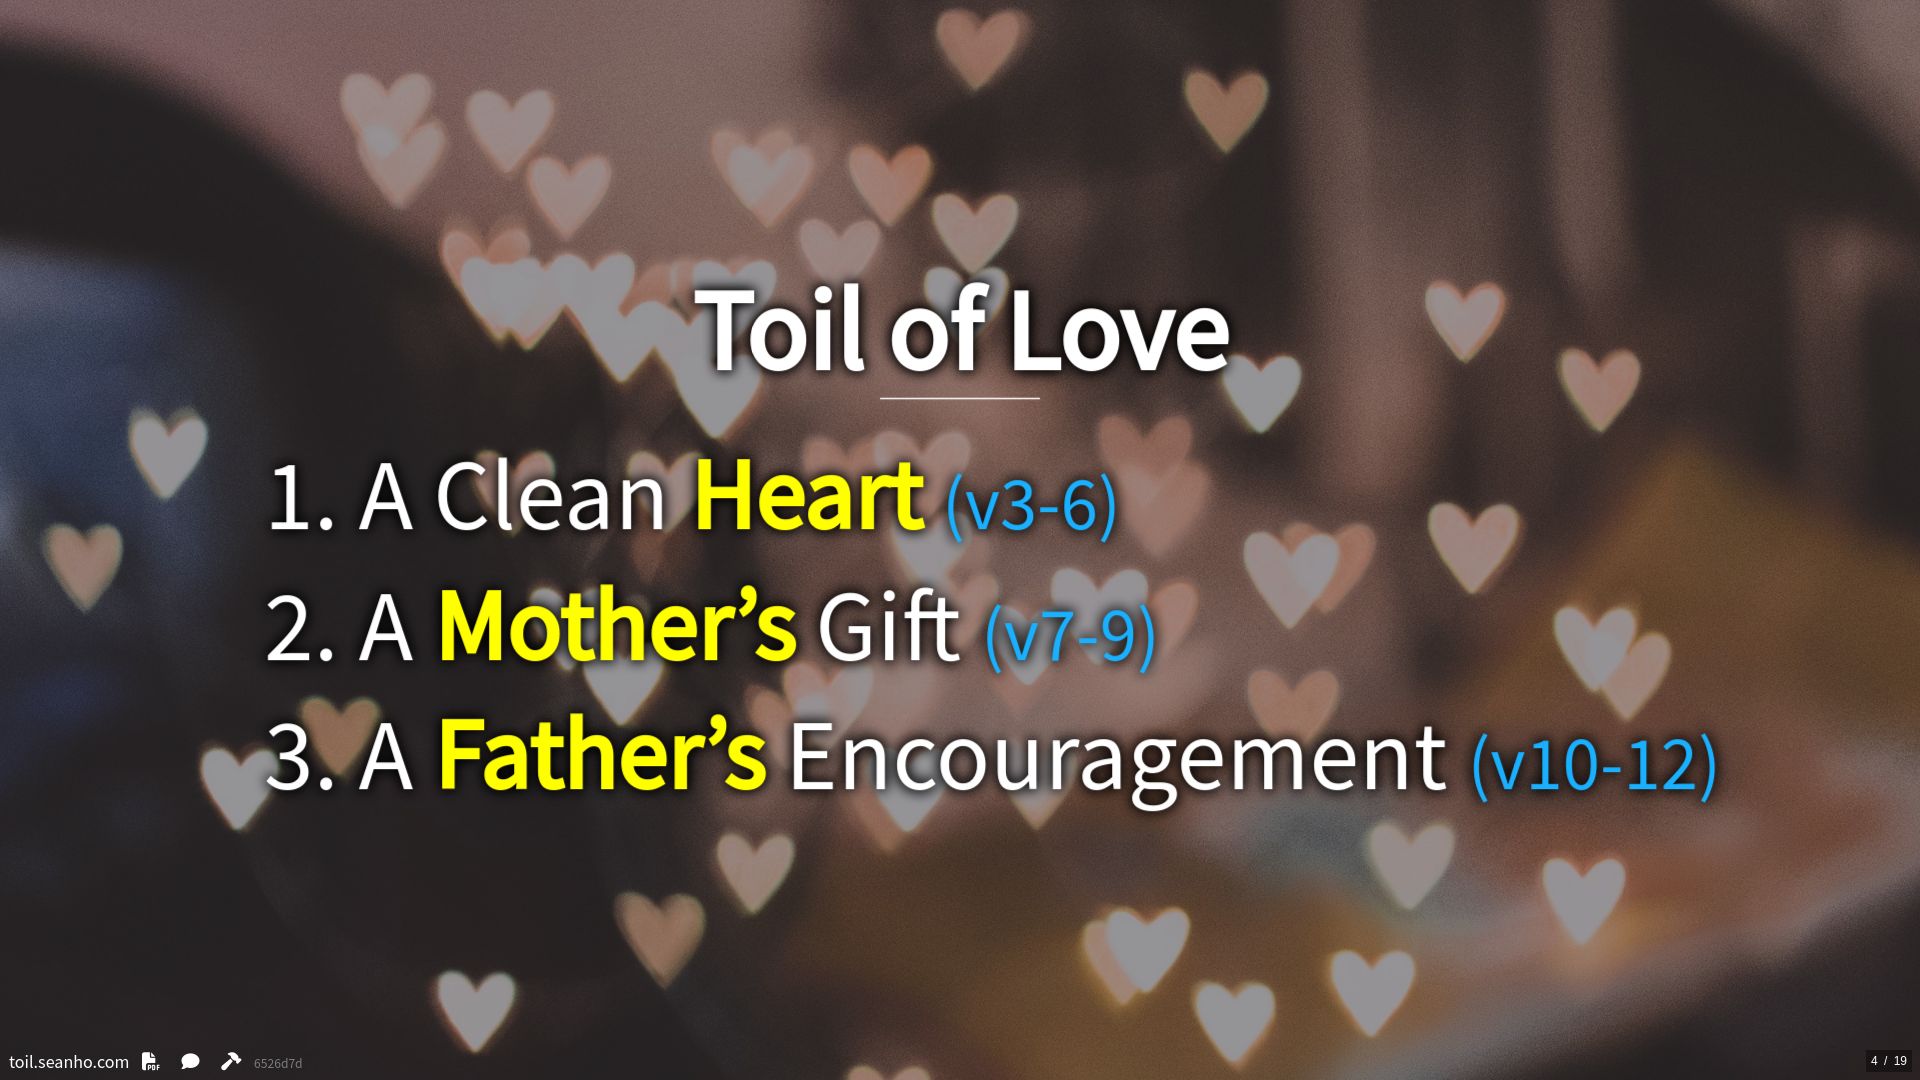 Toil of Love
1. A Clean Heart (v3-6)
2. A Mother’s Gift (v7-9)
3. A Father’s Encouragement (v10-12)
toil.seanho.com PDF 6526d7d
4 / 19